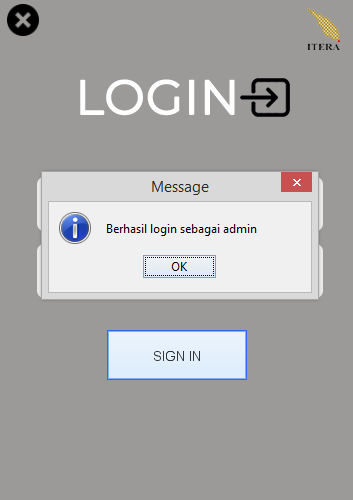 ITERA
LOGIN
Message
Berhasil login sebagai admin
OK
SIGN IN